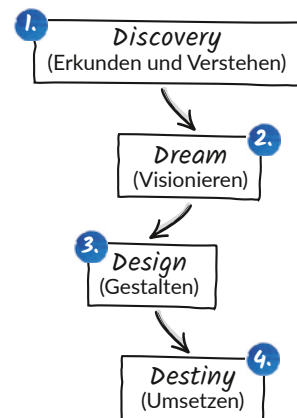 1.
Discovery
(Erkunden und Verstehen)
2.
Dream
(Visionieren)
3.
Design
(Gestalten)
4.
Destiny
(Umsetzen)